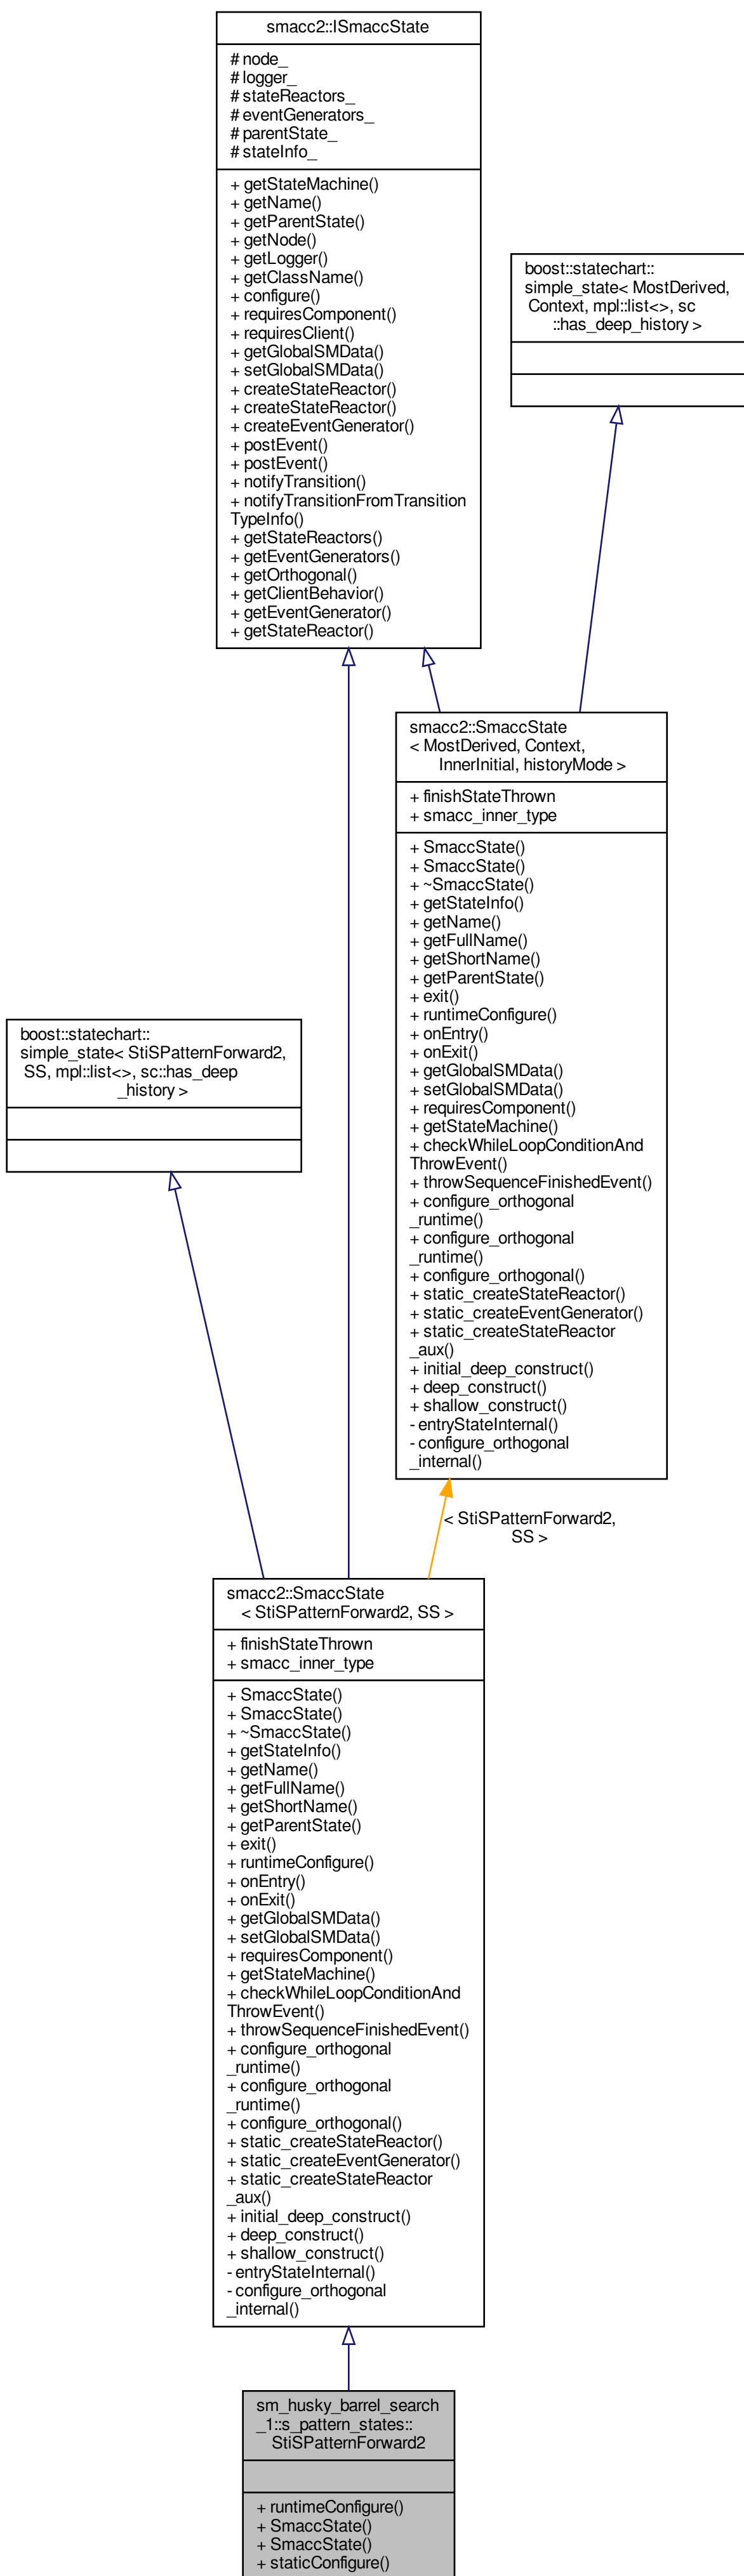 smacc2::ISmaccState
# node_
# logger_
# stateReactors_
# eventGenerators_
# parentState_
# stateInfo_
+ getStateMachine()
+ getName()
+ getParentState()
+ getNode()
+ getLogger()
+ getClassName()
+ configure()
+ requiresComponent()
+ requiresClient()
+ getGlobalSMData()
+ setGlobalSMData()
+ createStateReactor()
+ createStateReactor()
+ createEventGenerator()
+ postEvent()
+ postEvent()
+ notifyTransition()
+ notifyTransitionFromTransition
TypeInfo()
+ getStateReactors()
+ getEventGenerators()
+ getOrthogonal()
+ getClientBehavior()
+ getEventGenerator()
+ getStateReactor()
boost::statechart::
simple_state< MostDerived,
Context, mpl::list<>, sc
::has_deep_history >
smacc2::SmaccState
< MostDerived, Context,
InnerInitial, historyMode >
+ finishStateThrown
+ smacc_inner_type
+ SmaccState()
+ SmaccState()
+ ~SmaccState()
+ getStateInfo()
+ getName()
+ getFullName()
+ getShortName()
+ getParentState()
+ exit()
+ runtimeConfigure()
+ onEntry()
+ onExit()
+ getGlobalSMData()
+ setGlobalSMData()
+ requiresComponent()
+ getStateMachine()
+ checkWhileLoopConditionAnd
ThrowEvent()
+ throwSequenceFinishedEvent()
+ configure_orthogonal
_runtime()
+ configure_orthogonal
_runtime()
+ configure_orthogonal()
+ static_createStateReactor()
+ static_createEventGenerator()
+ static_createStateReactor
_aux()
+ initial_deep_construct()
+ deep_construct()
+ shallow_construct()
- entryStateInternal()
- configure_orthogonal
_internal()
boost::statechart::
simple_state< StiSPatternForward2,
SS, mpl::list<>, sc::has_deep
_history >
< StiSPatternForward2,
SS >
smacc2::SmaccState
< StiSPatternForward2, SS >
+ finishStateThrown
+ smacc_inner_type
+ SmaccState()
+ SmaccState()
+ ~SmaccState()
+ getStateInfo()
+ getName()
+ getFullName()
+ getShortName()
+ getParentState()
+ exit()
+ runtimeConfigure()
+ onEntry()
+ onExit()
+ getGlobalSMData()
+ setGlobalSMData()
+ requiresComponent()
+ getStateMachine()
+ checkWhileLoopConditionAnd
ThrowEvent()
+ throwSequenceFinishedEvent()
+ configure_orthogonal
_runtime()
+ configure_orthogonal
_runtime()
+ configure_orthogonal()
+ static_createStateReactor()
+ static_createEventGenerator()
+ static_createStateReactor
_aux()
+ initial_deep_construct()
+ deep_construct()
+ shallow_construct()
- entryStateInternal()
- configure_orthogonal
_internal()
sm_husky_barrel_search
_1::s_pattern_states::
StiSPatternForward2
+ runtimeConfigure()
+ SmaccState()
+ SmaccState()
+ staticConfigure()